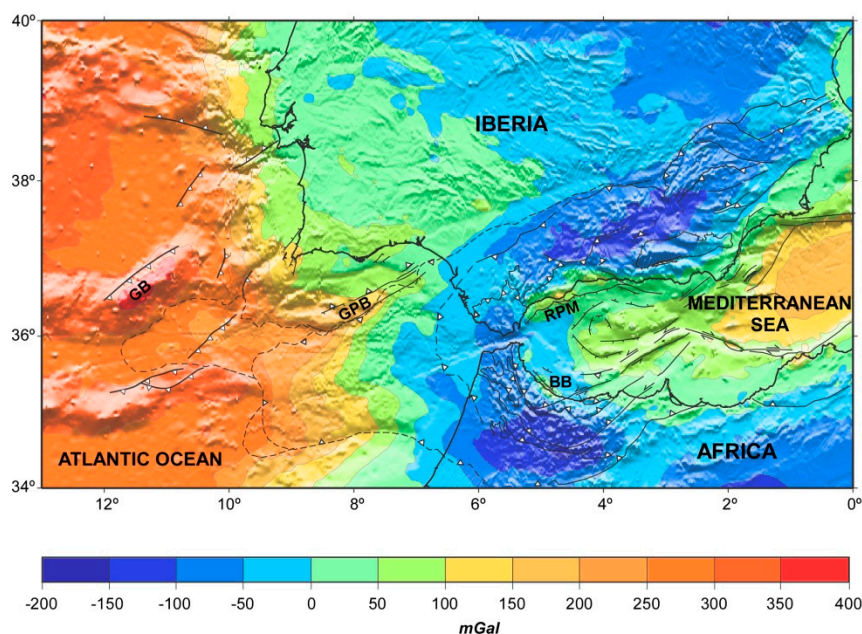 40º
38º
36º
34º
IBERIA
GB
GPB
RPM
MEDITERRANEAN
SEA
BB
ATLANTIC OCEAN
AFRICA
12º 10º 8º 6º 4º 2º 0º
-200 -150 -100 -50 0 50 100 150 200 250 300 350 400
mGal